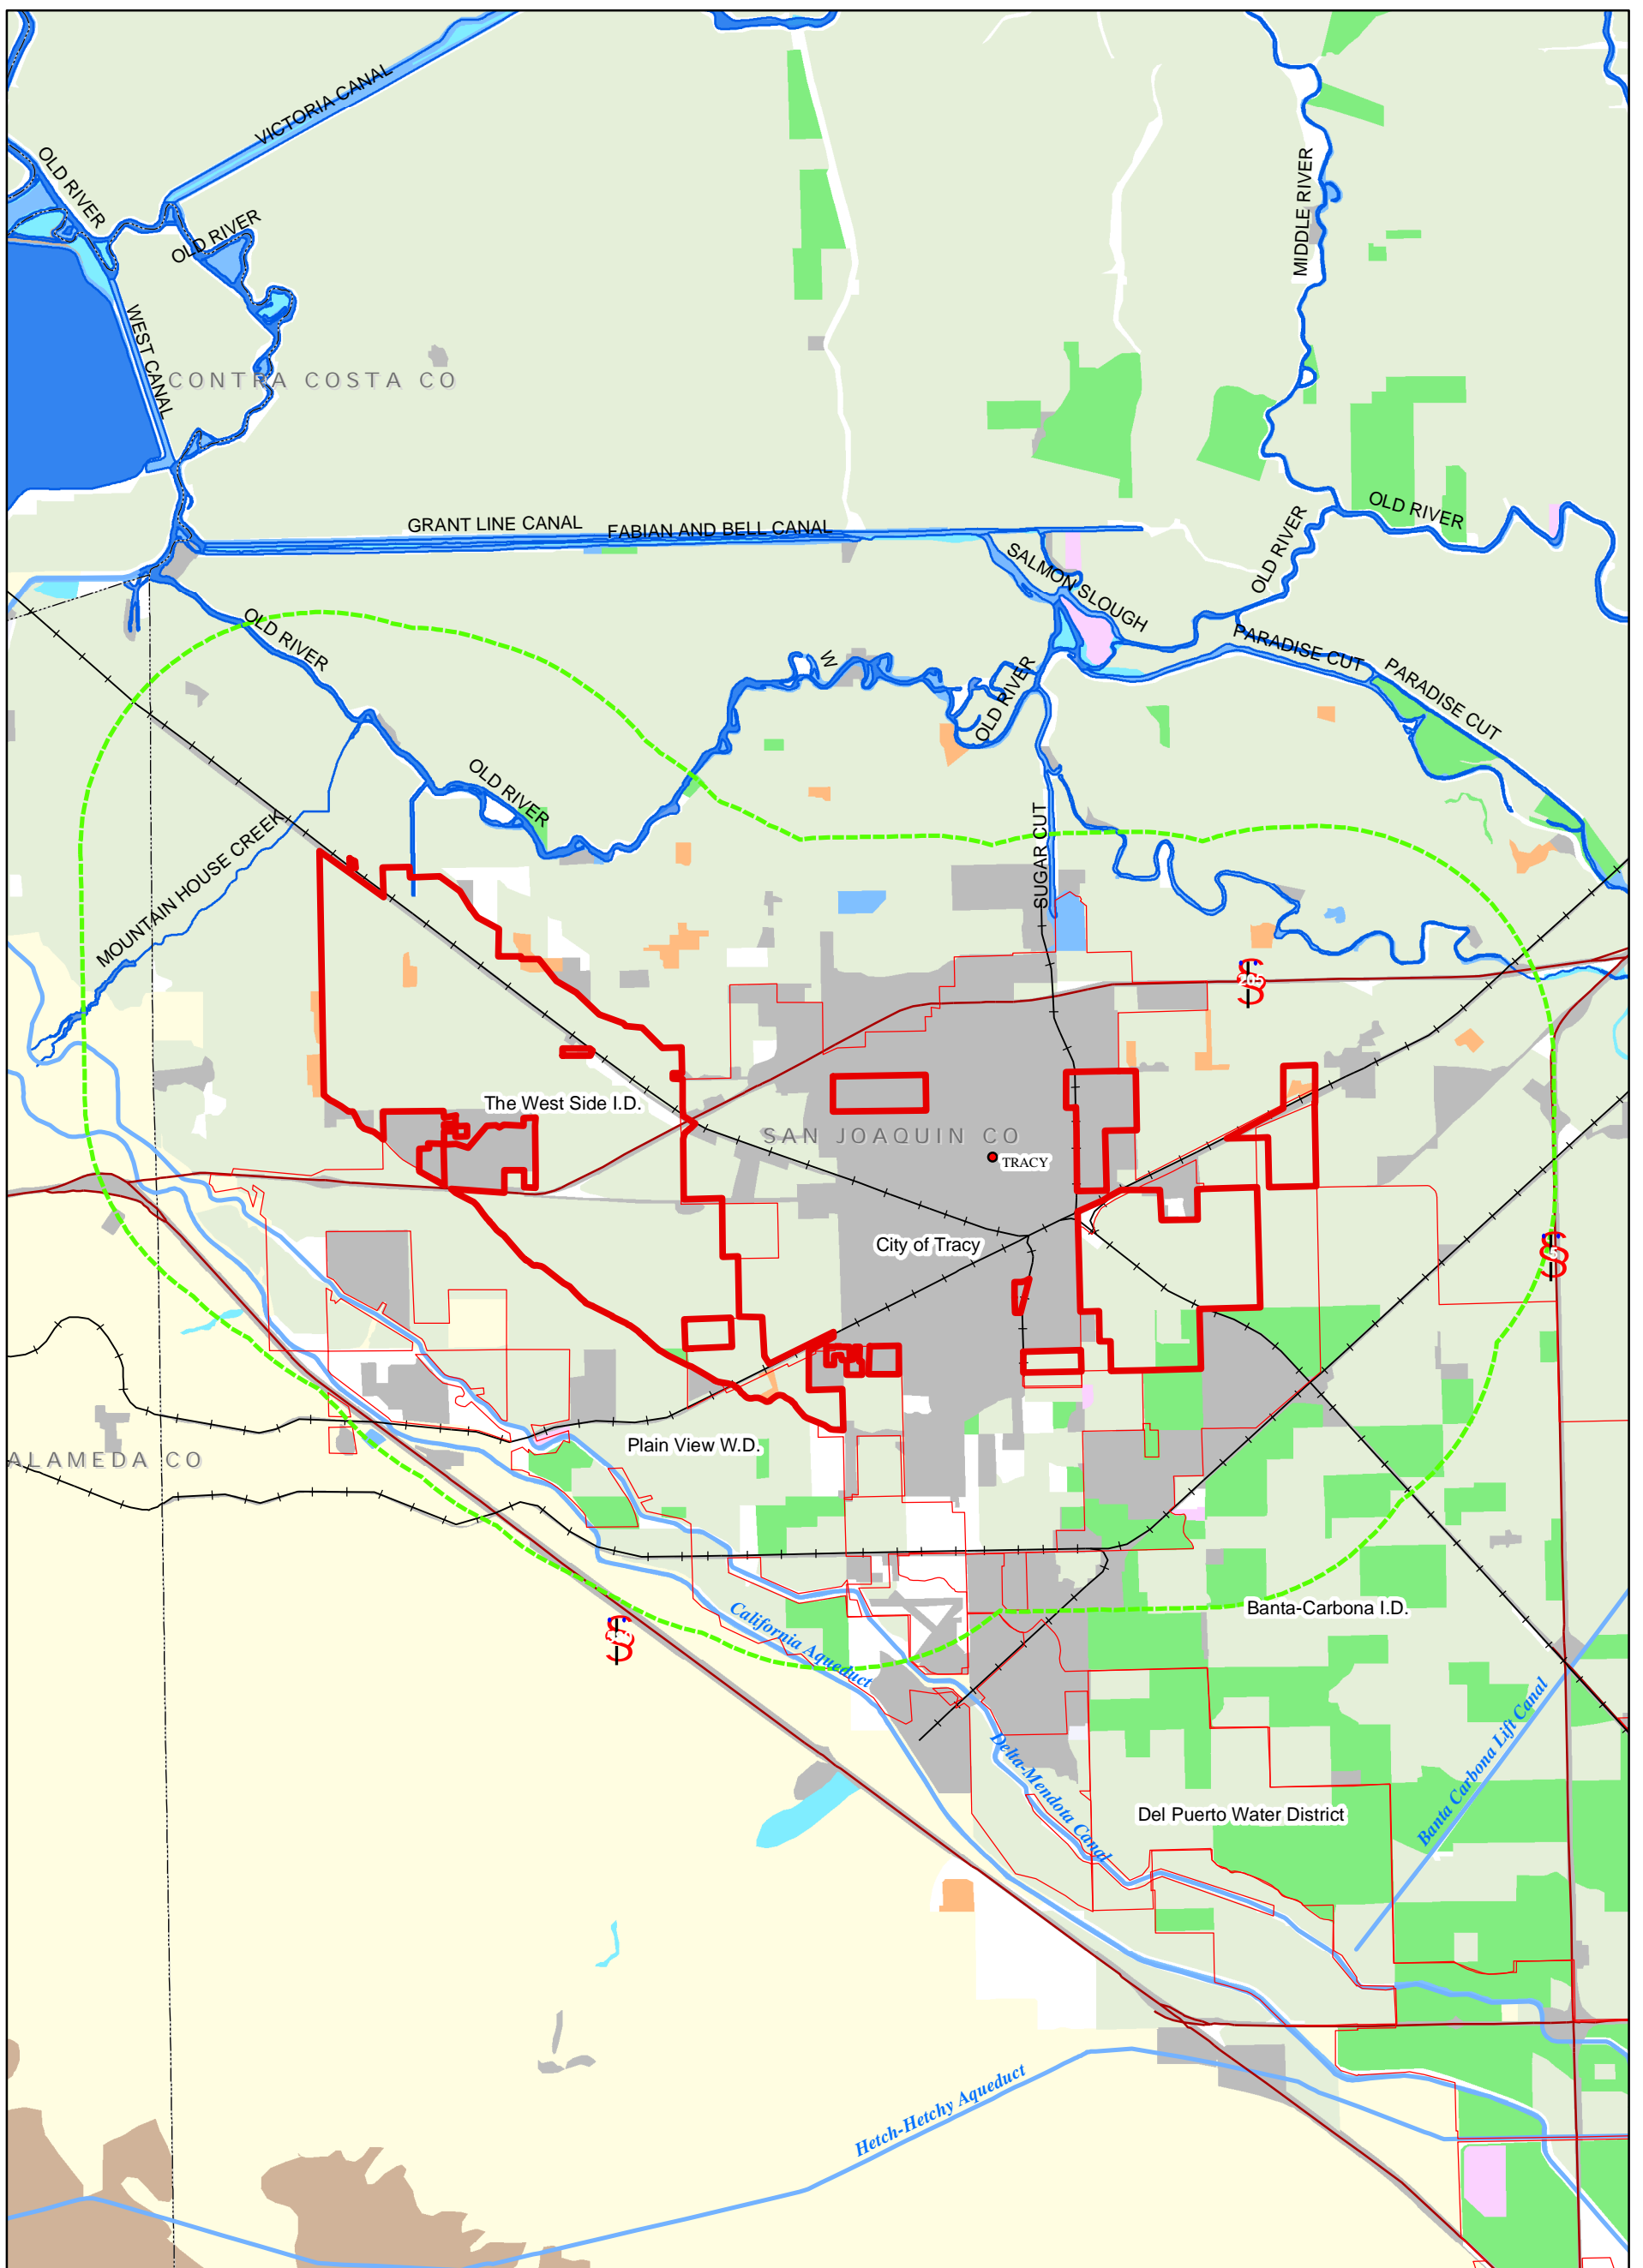 VICTORIA CANAL
OLD RIVER
OLD RIVER
MIDDLE RIVER
WEST CANAL
CONTRA COSTA CO
OLD RIVER
GRANT LINE CANAL
FABIAN AND BELL CANAL
OLD RIVER
SALMON SLOUGH
OLD RIVER
PARADISE CUT
PARADISE CUT
W
OLD RIVER
OLD RIVER
MOUNTAIN HOUSE CREEK
SUGAR CUT
The West Side I.D.
SAN JOAQUIN CO
TRACY
City of Tracy
Plain View W.D.
ALAMEDA CO
Banta-Carbona I.D.
California Aqueduct
Delta-Mendota Canal
Banta Carbona Lift Canal
Del Puerto Water District
Hetch-Hetchy Aqueduct